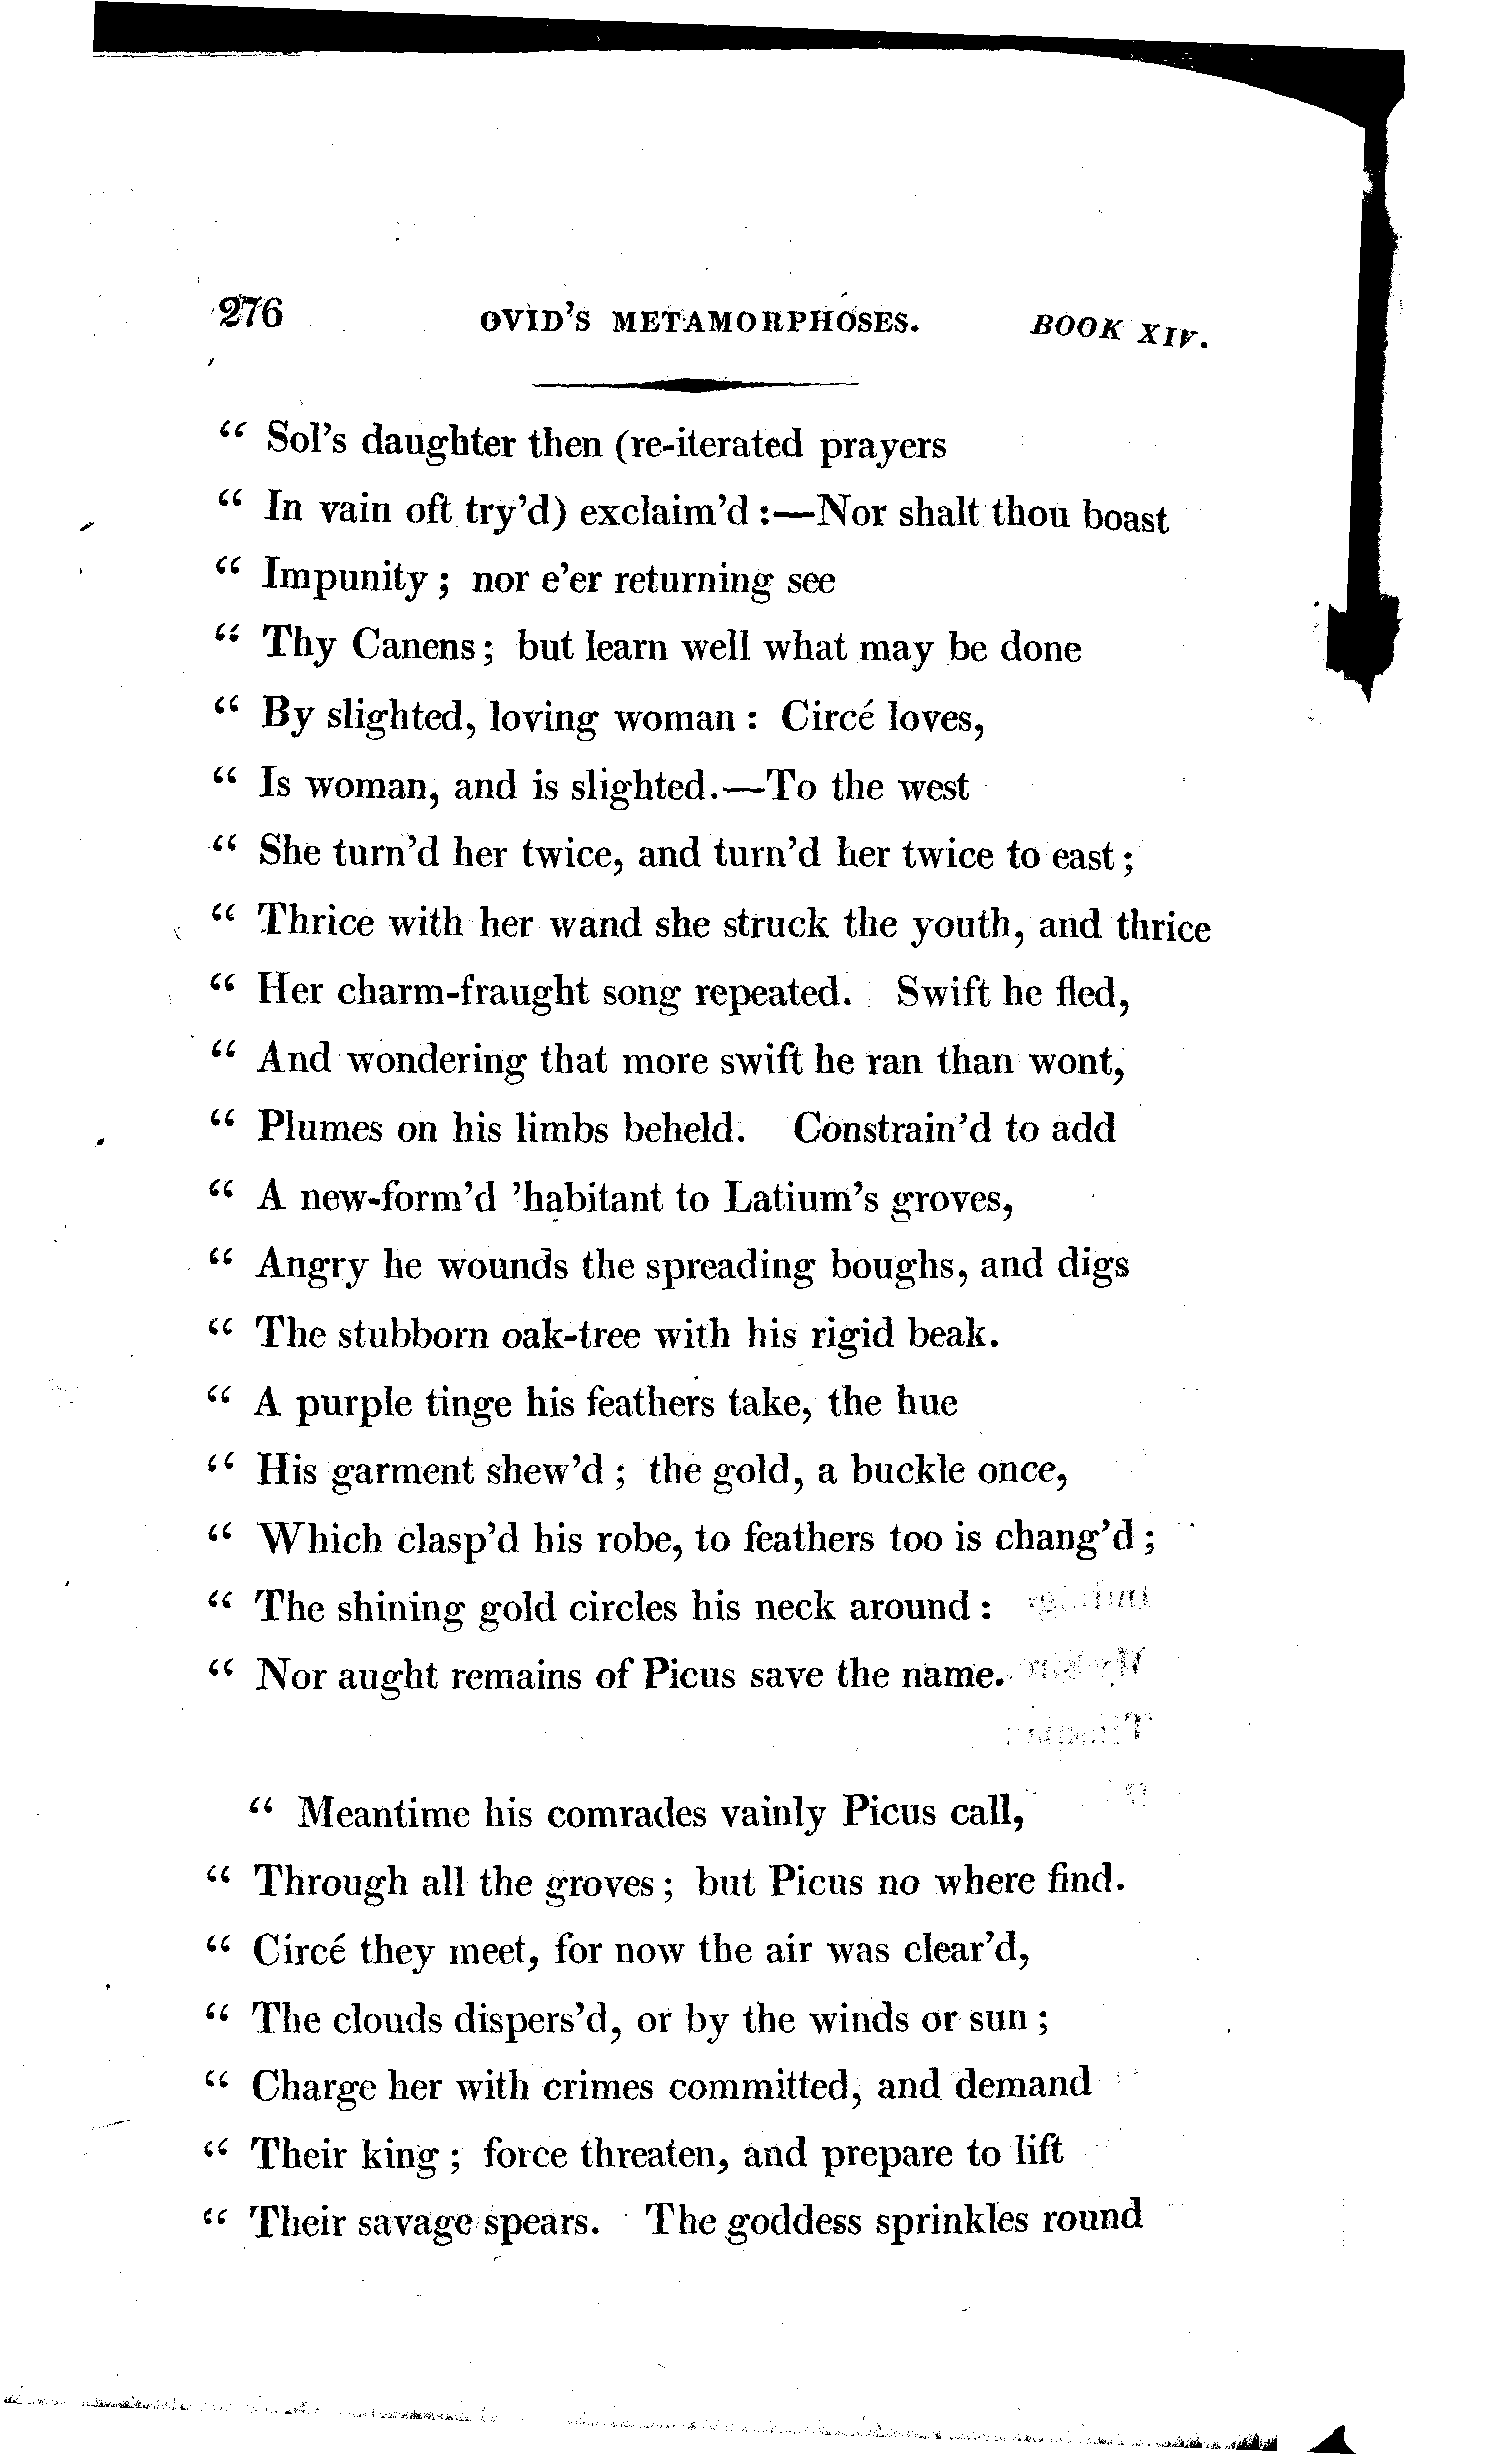 276 OVID'S METAMORPHOSES. BOOK XIV.
“ Sol's daughter then (re-iterated prayers
“ In vain oft try'd) exclaim'd :—Nor shalt thou boast
“ Impunity ; nor e'er returning see
“ Thy Canens ; but learn well what may be done
“ By slighted, loving woman : Circé loves,
“ Is woman, and is slighted.—To the west
“ She turn'd her twice, and turn'd her twice to east ;
“ Thrice with her wand she struck the youth, and thrice
“ Her charm-fraught song repeated. Swift he fled,
“ And wondering that more swift he ran than wont,
“ Plumes on his limbs beheld. Constrain'd to add
“ A new-form'd 'habitant to Latium's groves,
“ Angry he wounds the spreading boughs, and digs
“ The stubborn oak-tree with his rigid beak.
“ A purple tinge his feathers take, the hue
“ His garment shew'd ; the gold, a buckle once,
“ Which clasp'd his robe, to feathers too is chang'd ;
“ The shining gold circles his neck around :
“ Nor aught remains of Picus save the name.
“ Meantime his comrades vainly Picus call,
“ Through all the groves ; but Picus no where find.
“ Circé they meet, for now the air was clear'd,
“ The clouds dispers'd, or by the winds or sun ;
“ Charge her with crimes committed, and demand
“ Their king ; force threaten, and prepare to lift
“ Their savage spears. The goddess sprinkles round